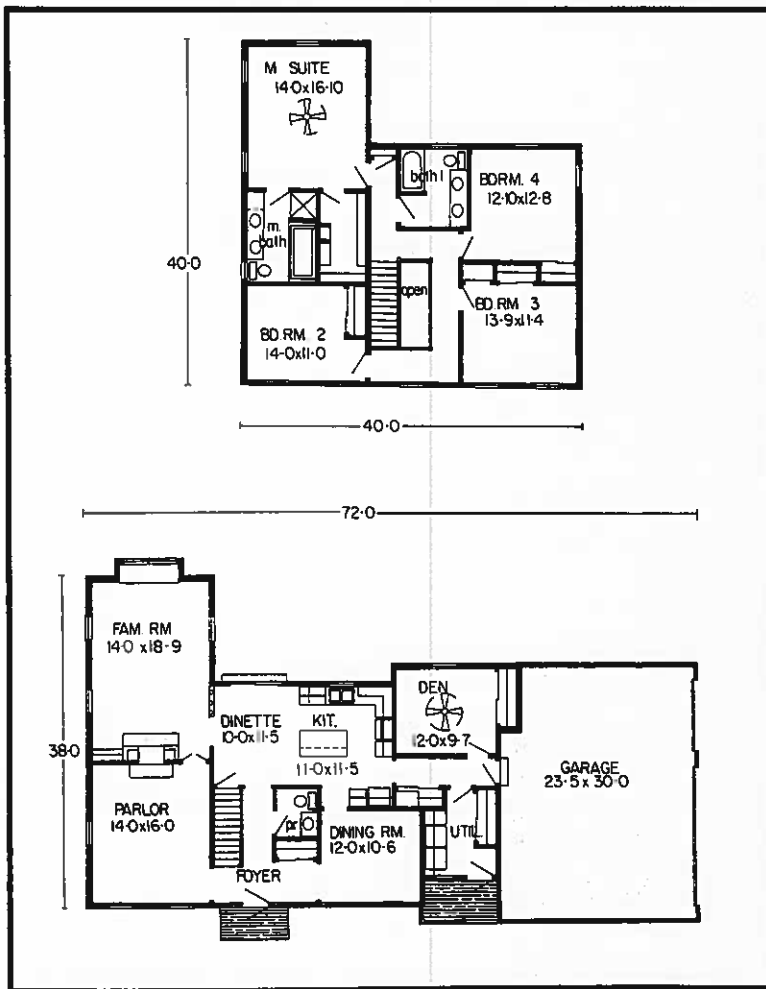 M SUITE
14·0x16·10
bath 1
BDRM. 4
12·10x12·8
m.
bath
40·0
open
BD.RM. 3
13·9x11·4
BD.RM. 2
14·0x11·0
40·0
72·0
FAM. RM
14·0 x18·9
DEN
12·0x9·7
DINETTE
10·0x11·5
KIT.
11·0x11·5
38·0
GARAGE
23·5 x 30·0
PARLOR
14·0x16·0
pr
DINING RM.
12·0x10·6
UTIL.
FOYER